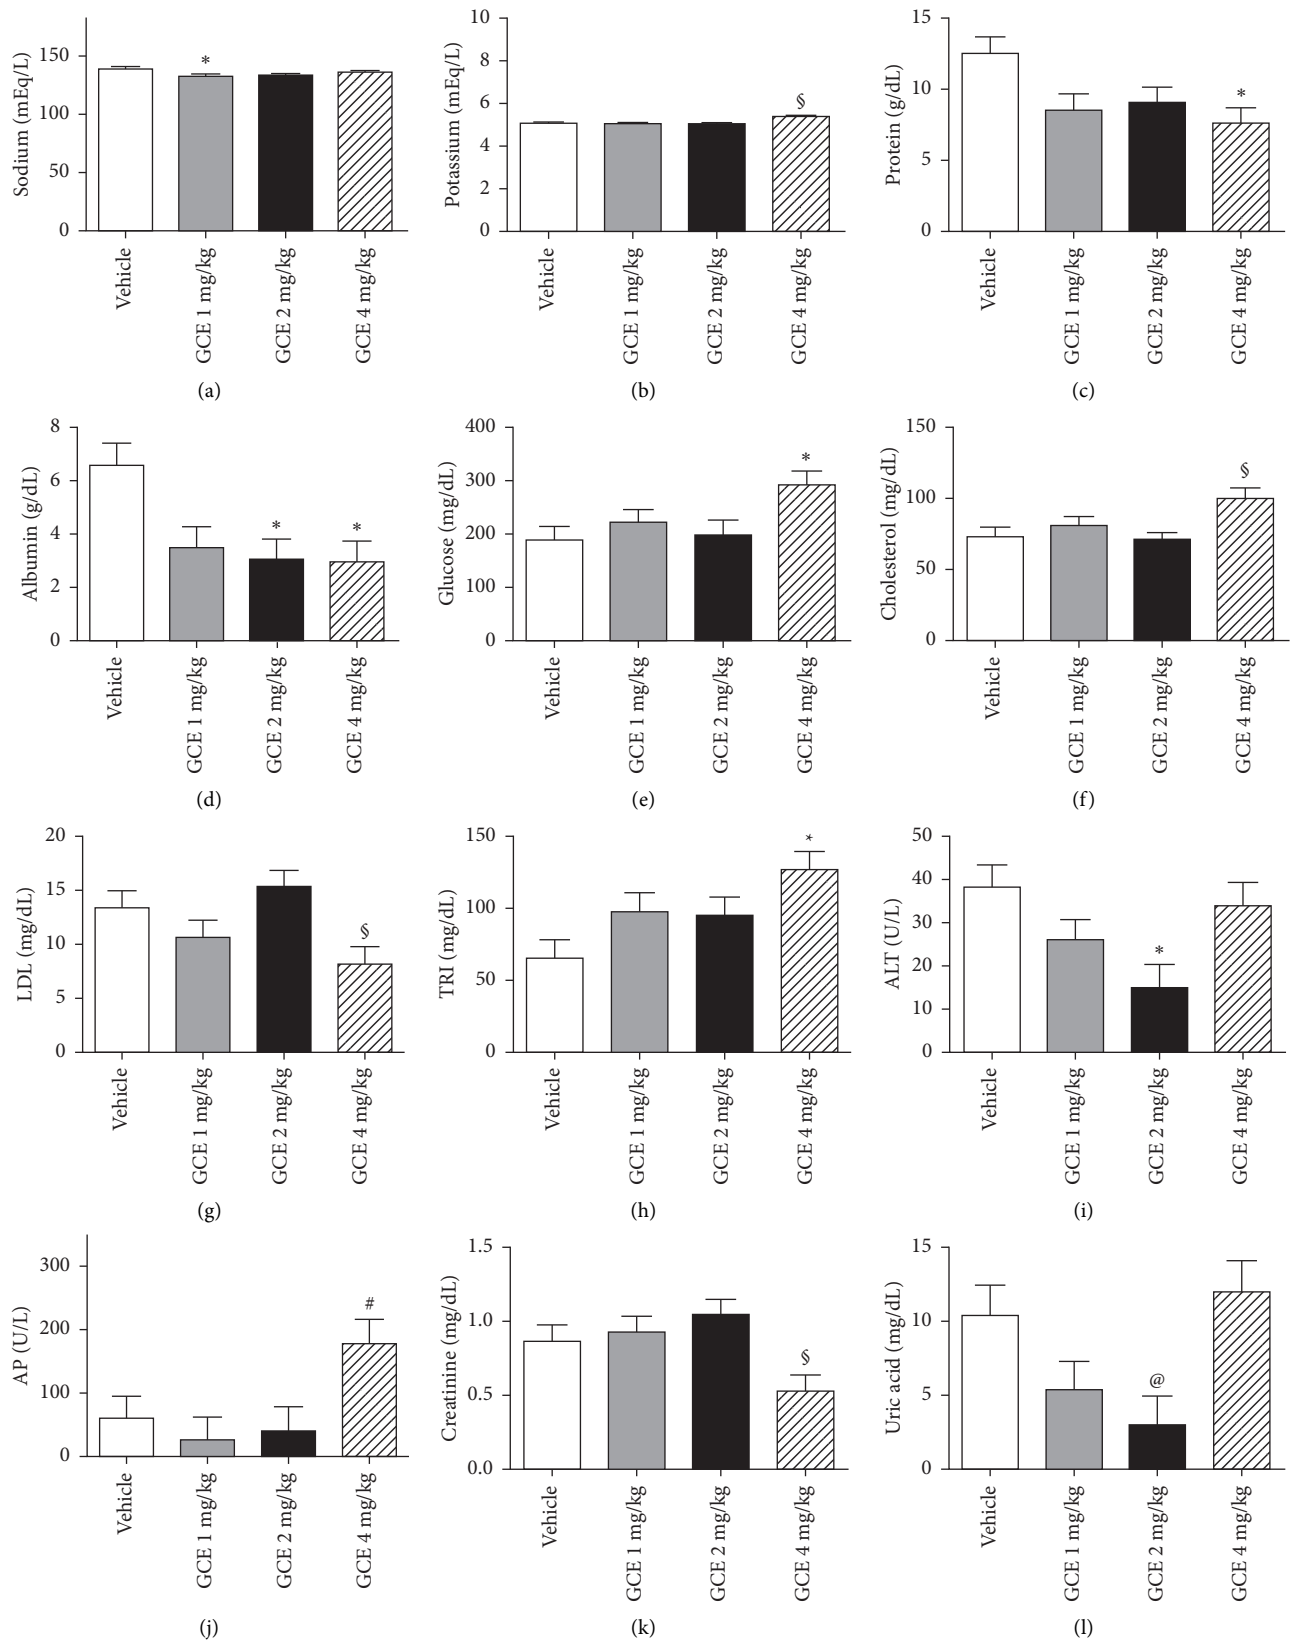 Sodium (mEq/L)
150
100
50
0
*
Vehicle
GCE 1 mg/kg
GCE 2 mg/kg
GCE 4 mg/kg
(a)
Potassium (mEq/L)
10
8
6
4
2
0
§
Vehicle
GCE 1 mg/kg
GCE 2 mg/kg
GCE 4 mg/kg
(b)
Protein (g/dL)
15
10
5
0
*
Vehicle
GCE 1 mg/kg
GCE 2 mg/kg
GCE 4 mg/kg
(c)
Albumin (g/dL)
8
6
4
2
0
*
*
Vehicle
GCE 1 mg/kg
GCE 2 mg/kg
GCE 4 mg/kg
(d)
Glucose (mg/dL)
400
300
200
100
0
*
Vehicle
GCE 1 mg/kg
GCE 2 mg/kg
GCE 4 mg/kg
(e)
Cholesterol (mg/dL)
150
100
50
0
§
Vehicle
GCE 1 mg/kg
GCE 2 mg/kg
GCE 4 mg/kg
(f)
LDL (mg/dL)
20
15
10
5
0
§
Vehicle
GCE 1 mg/kg
GCE 2 mg/kg
GCE 4 mg/kg
(g)
TRI (mg/dL)
150
100
50
0
*
Vehicle
GCE 1 mg/kg
GCE 2 mg/kg
GCE 4 mg/kg
(h)
ALT (U/L)
50
40
30
20
10
0
*
Vehicle
GCE 1 mg/kg
GCE 2 mg/kg
GCE 4 mg/kg
(i)
AP (U/L)
300
200
100
0
#
Vehicle
GCE 1 mg/kg
GCE 2 mg/kg
GCE 4 mg/kg
(j)
Creatinine (mg/dL)
1.5
1.0
0.5
0.0
§
Vehicle
GCE 1 mg/kg
GCE 2 mg/kg
GCE 4 mg/kg
(k)
Uric acid (mg/dL)
15
10
5
0
@
Vehicle
GCE 1 mg/kg
GCE 2 mg/kg
GCE 4 mg/kg
(l)